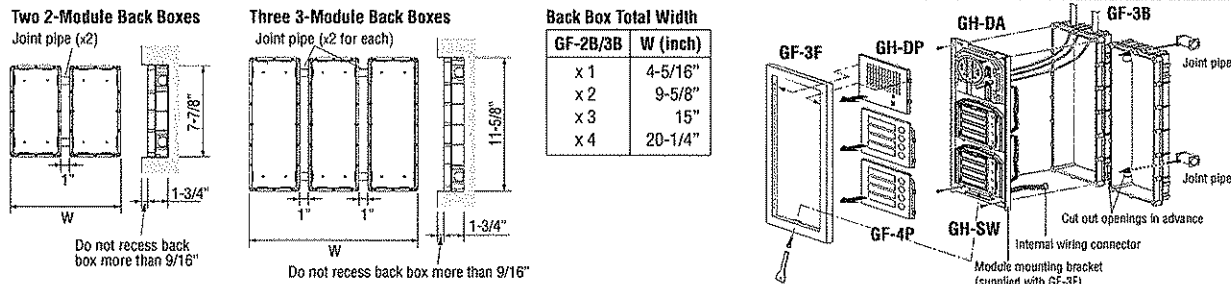 Two 2-Module Back Boxes
Joint pipe (x2)
7-7/8"
1"
1-3/4"
W
Do not recess back
box more than 9/16"
Three 3-Module Back Boxes
Joint pipe (x2 for each)
11-5/8"
1"
1"
1-3/4"
W
Do not recess back box more than 9/16"
Back Box Total Width
GF-2B/3B W (inch)
x 1 4-5/16"
x 2 9-5/8"
x 3 15"
x 4 20-1/4"
GF-3F
GH-DP
GH-DA
GF-3B
Joint pipe
Joint pipe
Cut out openings in advance
GF-4P
GH-SW
Internal wiring connector
Module mounting bracket
(supplied with GF-3F)